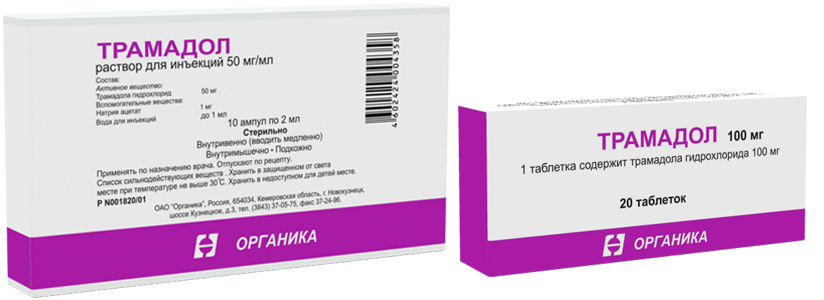 ТРАМАДОЛ
раствор для инъекций 50 мг/мл
Состав:
Активное вещество:
Трамадола гидрохлорид 50 мг
Вспомогательные вещества:
Натрия ацетат 1 мг
Вода для инъекций до 1 мл
10 ампул по 2 мл
Стерильно
Внутривенно (вводить медленно)
Внутримышечно • Подкожно
Применять по назначению врача. Отпускают по рецепту.
Список сильнодействующих веществ . Хранить в защищенном от света
месте при температуре не выше 30°С. Хранить в недоступном для детей месте.
Р N001820/01
ОАО "Органика", Россия, 654034, Кемеровская область, г. Новокузнецк,
шоссе Кузнецкое, д.3, тел. (3843) 37-05-75, факс 37-24-96.
ОРГАНИКА
4602424004358
ТРАМАДОЛ 100 мг
1 таблетка содержит трамадола гидрохлорида 100 мг
20 таблеток
ОРГАНИКА